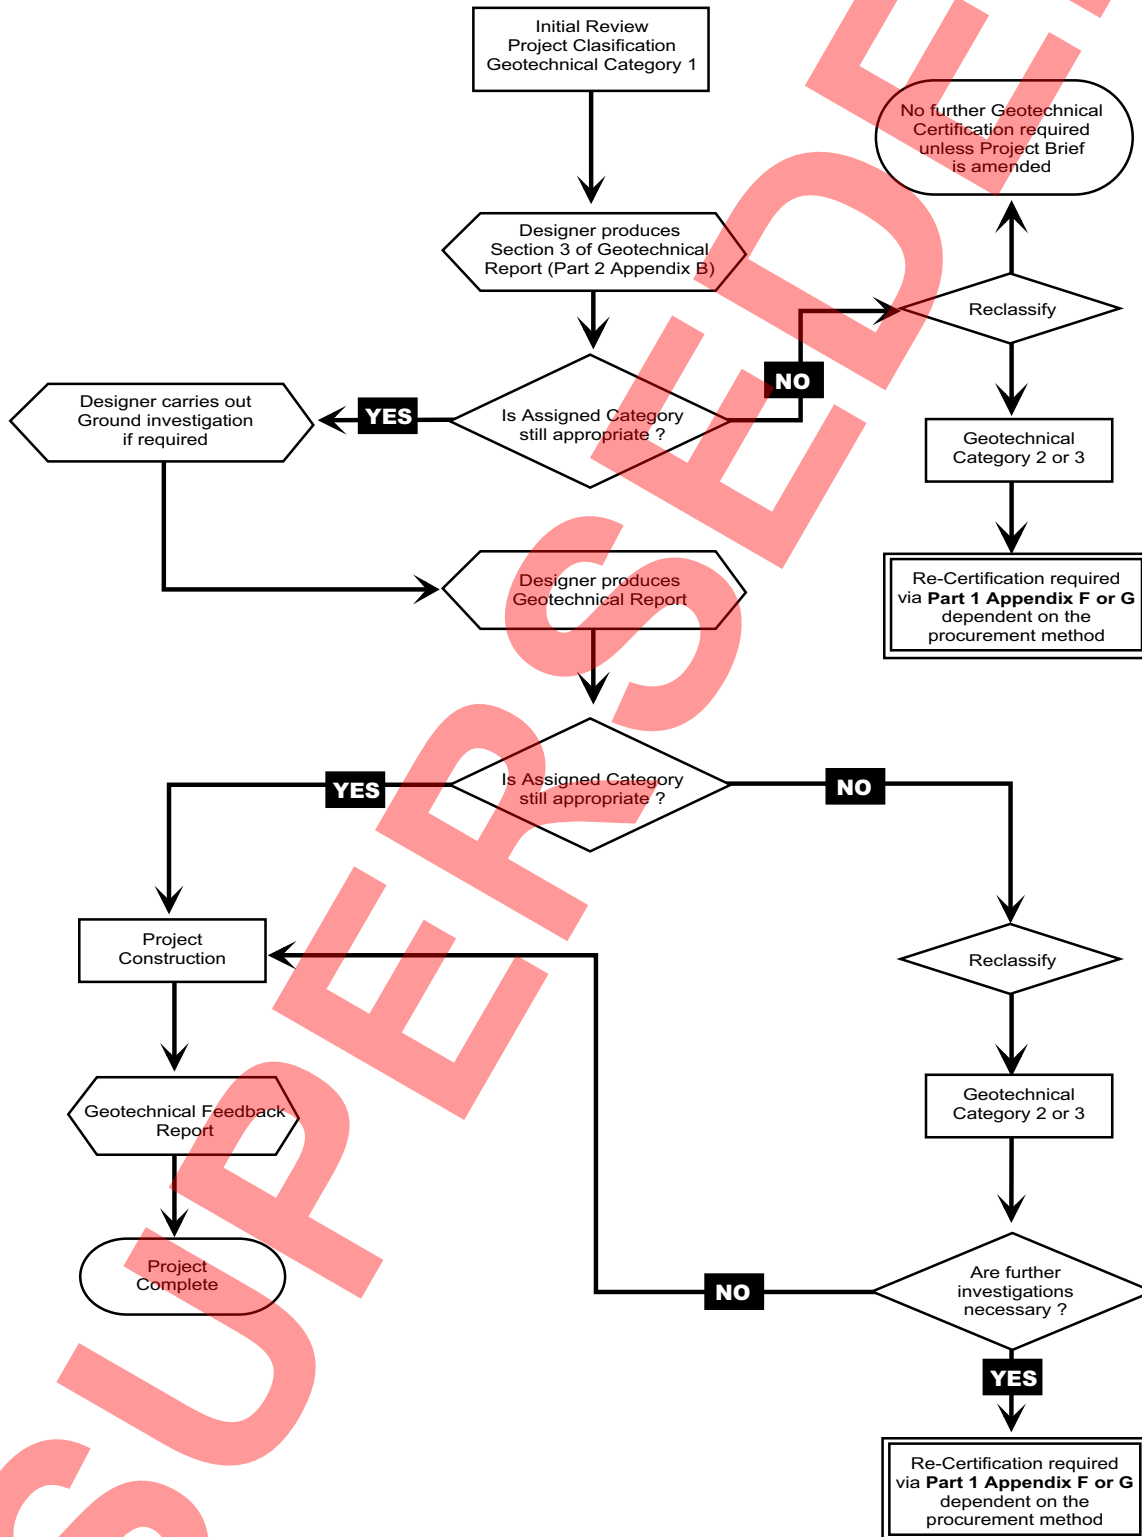 Initial Review
Project Clasification
Geotechnical Category 1
No further Geotechnical
Certification required
unless Project Brief
is amended
Designer produces
Section 3 of Geotechnical
Report (Part 2 Appendix B)
Reclassify
NO
Designer carries out
Ground investigation
if required
YES
Is Assigned Category
still appropriate ?
Geotechnical
Category 2 or 3
Designer produces
Geotechnical Report
Re-Certification required
via Part 1 Appendix F or G
dependent on the
procurement method
YES
Is Assigned Category
still appropriate ?
NO
Project
Construction
Reclassify
Geotechnical Feedback
Report
Geotechnical
Category 2 or 3
Project
Complete
NO
Are further
investigations
necessary ?
YES
Re-Certification required
via Part 1 Appendix F or G
dependent on the
procurement method
SUPERSEDE